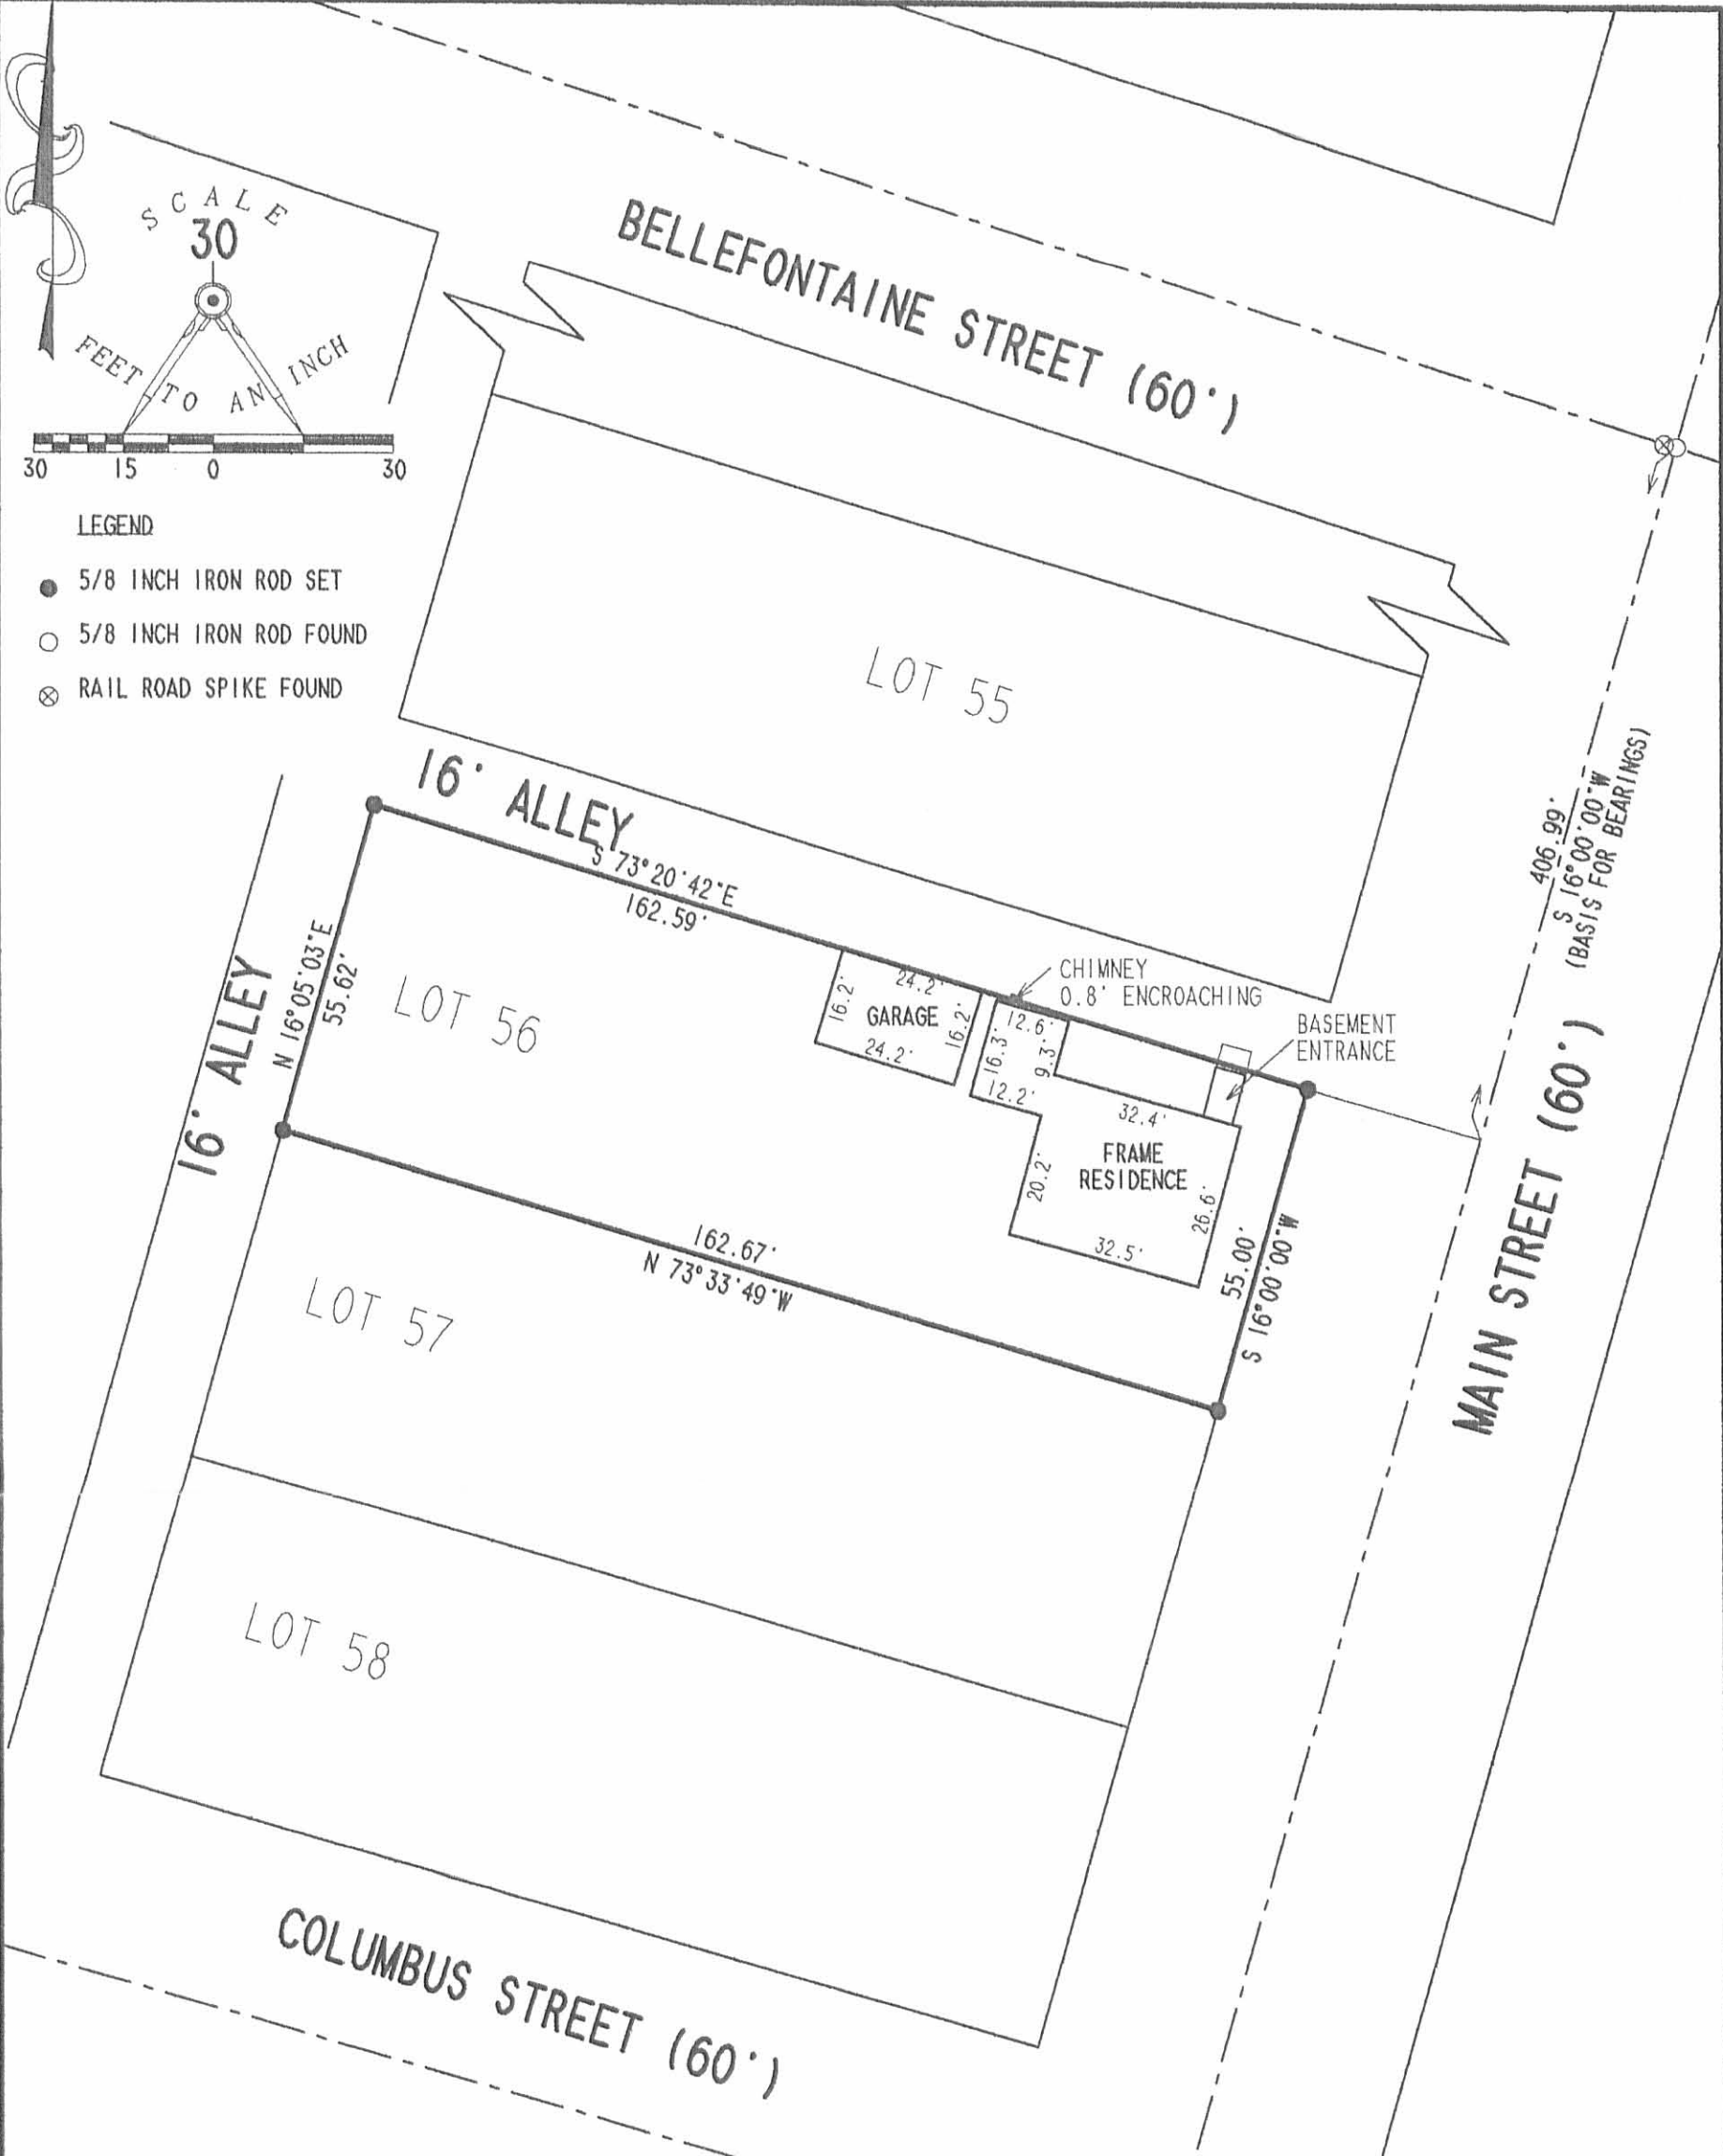 SCALE
30
FEET TO AN INCH
30 15 0 30
LEGEND
5/8 INCH IRON ROD SET
5/8 INCH IRON ROD FOUND
RAIL ROAD SPIKE FOUND
BELLEFONTAINE STREET (60')
LOT 55
16' ALLEY
S 73°20'42"E
162.59'
406.99'
S 16°00'00"W
(BASIS FOR BEARINGS)
16' ALLEY
N 16°05'03"E
55.62'
LOT 56
24.2'
16.2'
GARAGE
16.2'
24.2'
CHIMNEY
0.8' ENCROACHING
12.6'
16.3'
9.3'
12.2'
BASEMENT
ENTRANCE
32.4'
FRAME
RESIDENCE
20.2'
26.6'
32.5'
55.00'
S 16°00'00"W
MAIN STREET (60')
162.67'
N 73°33'49"W
LOT 57
LOT 58
COLUMBUS STREET (60')